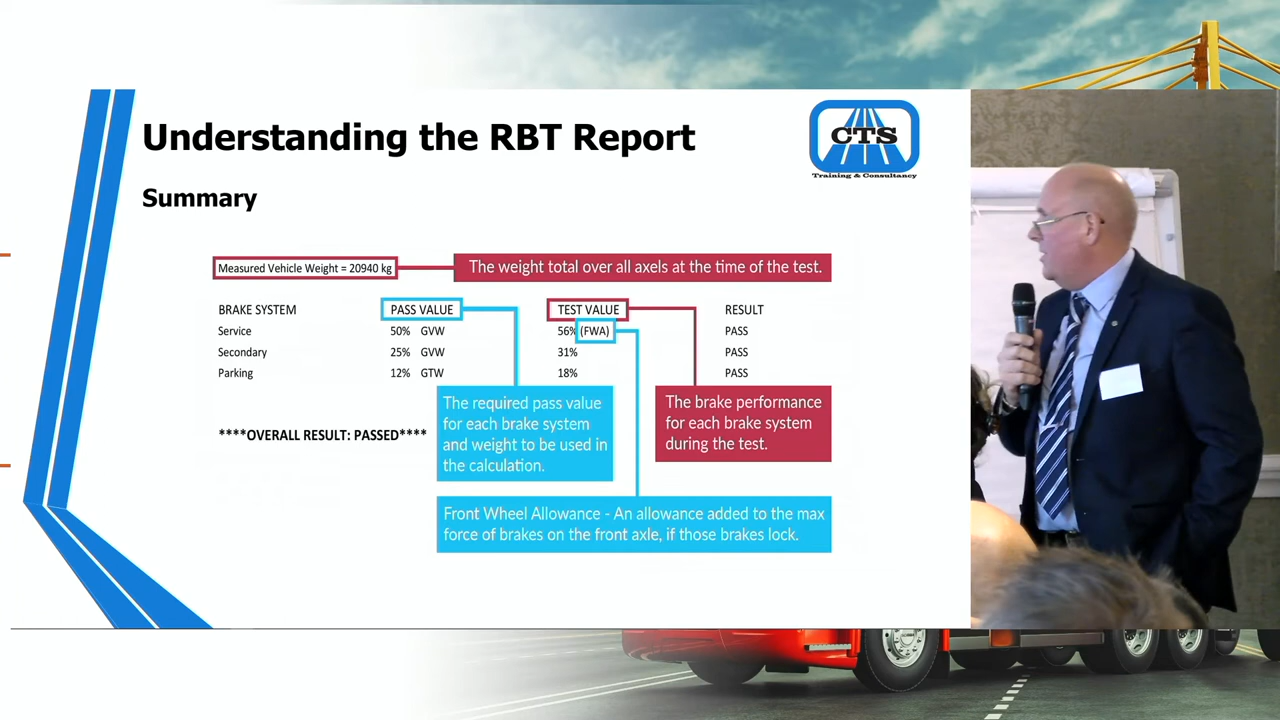 Understanding the RBT Report
CTS
Training & Consultancy
Summary
Measured Vehicle Weight = 20940 kg
The weight total over all axels at the time of the test.
BRAKE SYSTEM PASS VALUE TEST VALUE RESULT
Service 50% GVW 56% (FWA) PASS
Secondary 25% GVW 31% PASS
Parking 12% GTW 18% PASS
The required pass value
for each brake system
and weight to be used in
the calculation.
The brake performance
for each brake system
during the test.
****OVERALL RESULT: PASSED****
Front Wheel Allowance - An allowance added to the max
force of brakes on the front axle, if those brakes lock.